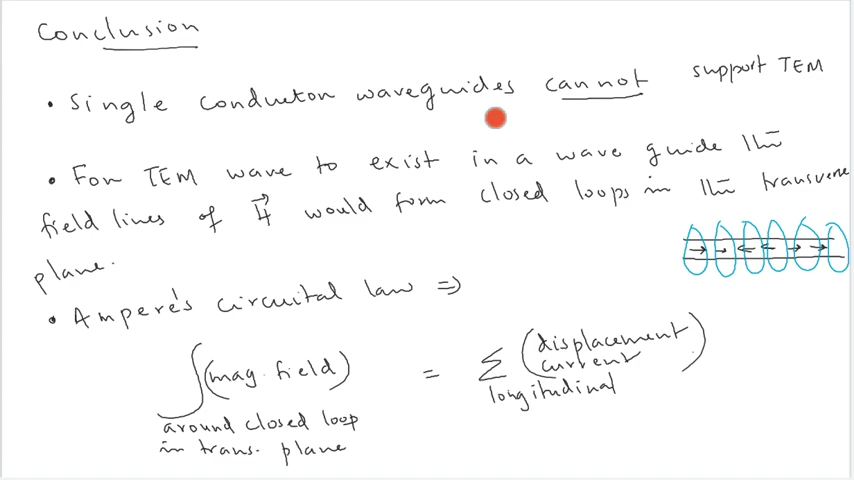 Conclusion
• Single conductor waveguides cannot support TEM
• For TEM wave to exist in a wave guide the
field lines of H would form closed loops in the transverse
plane.
• Ampere's circuital law ⇒
∫(mag. field) = Σ (displacement current)
around closed loop longitudinal
in trans. plane